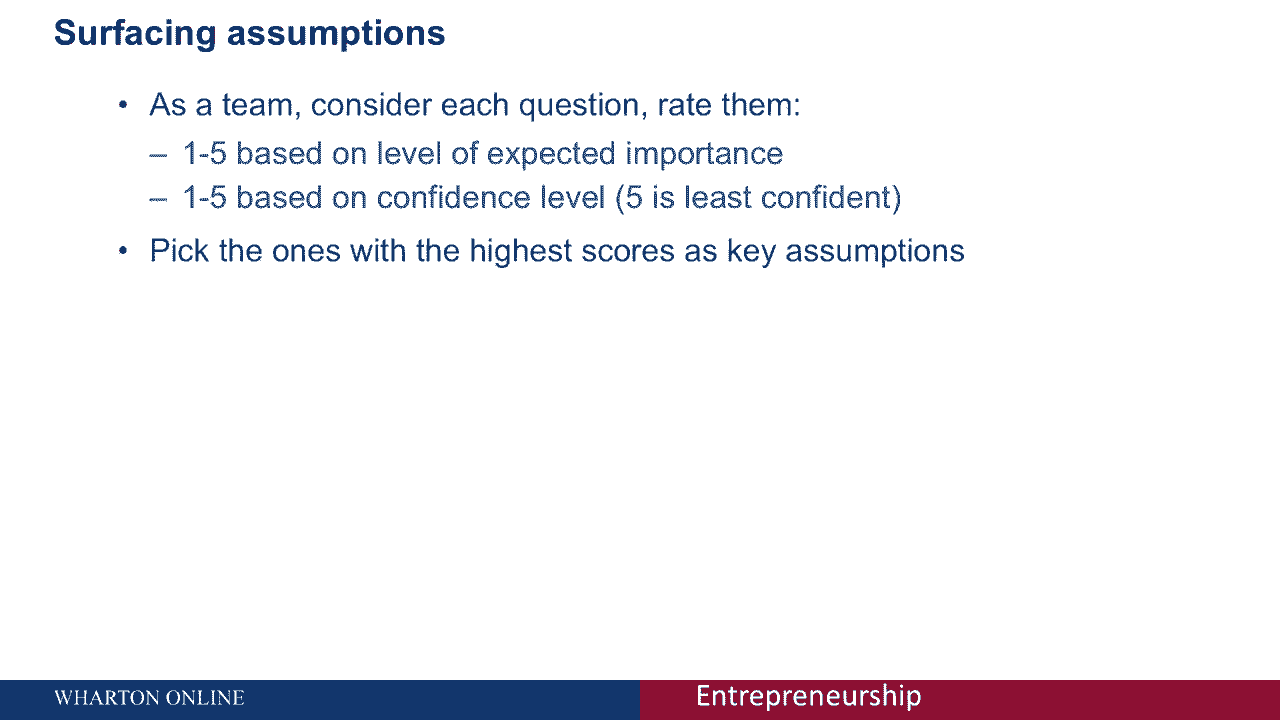 Surfacing assumptions
• As a team, consider each question, rate them:
– 1-5 based on level of expected importance
– 1-5 based on confidence level (5 is least confident)
• Pick the ones with the highest scores as key assumptions
WHARTON ONLINE
Entrepreneurship